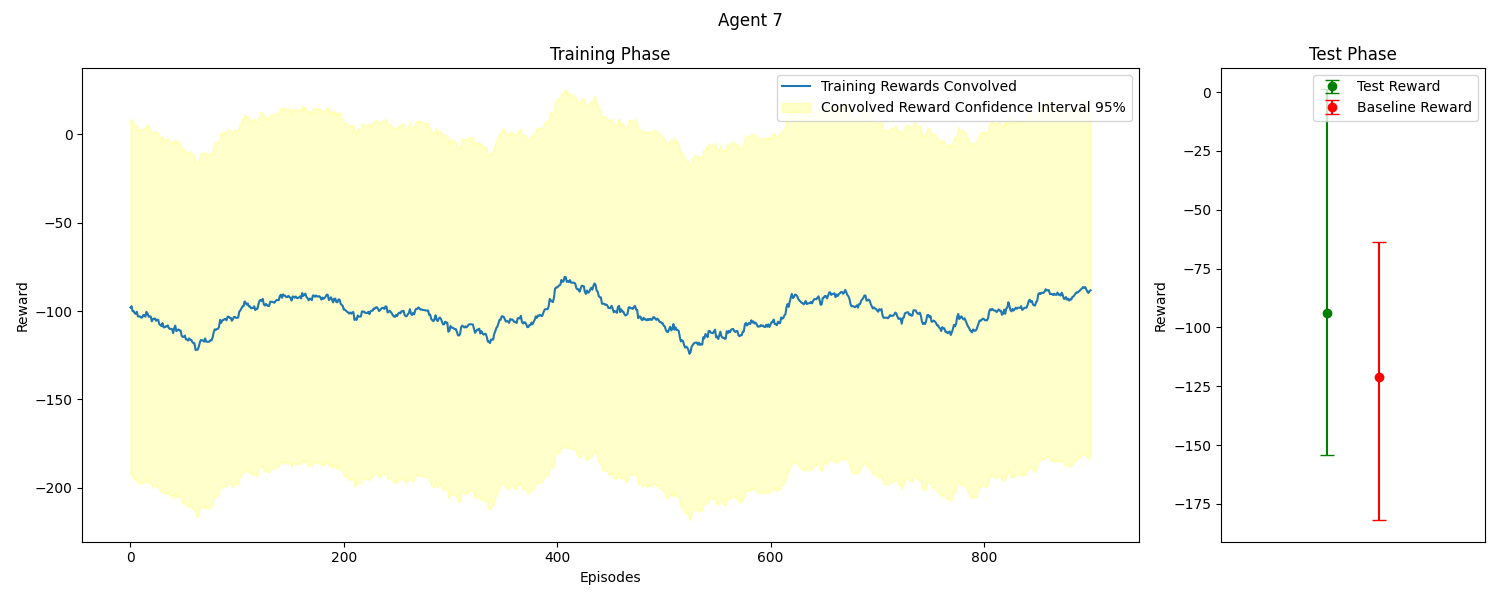 Agent 7
Training Phase
Training Rewards Convolved
Convolved Reward Confidence Interval 95%
0
−50
−100
−150
−200
Reward
0
200
400
600
800
Episodes
Test Phase
Test Reward
Baseline Reward
0
−25
−50
−75
−100
−125
−150
−175
Reward